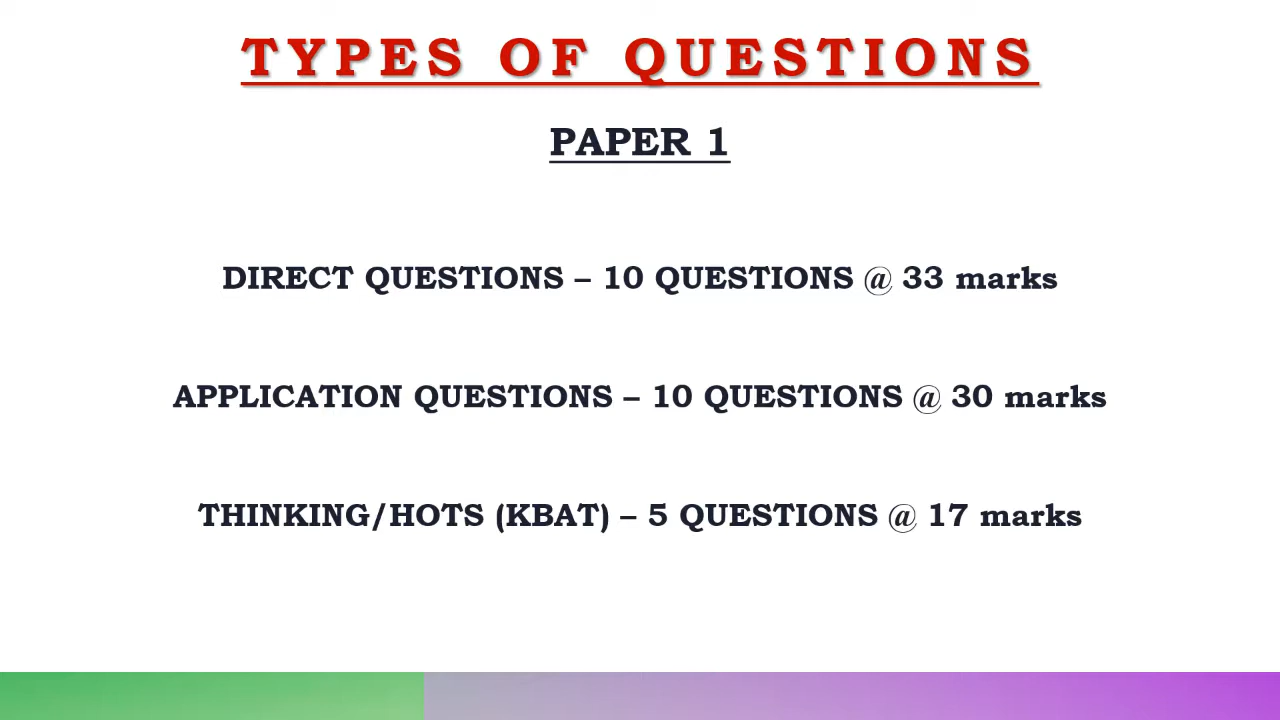 TYPES OF QUESTIONS
PAPER 1
DIRECT QUESTIONS – 10 QUESTIONS @ 33 marks
APPLICATION QUESTIONS – 10 QUESTIONS @ 30 marks
THINKING/HOTS (KBAT) – 5 QUESTIONS @ 17 marks